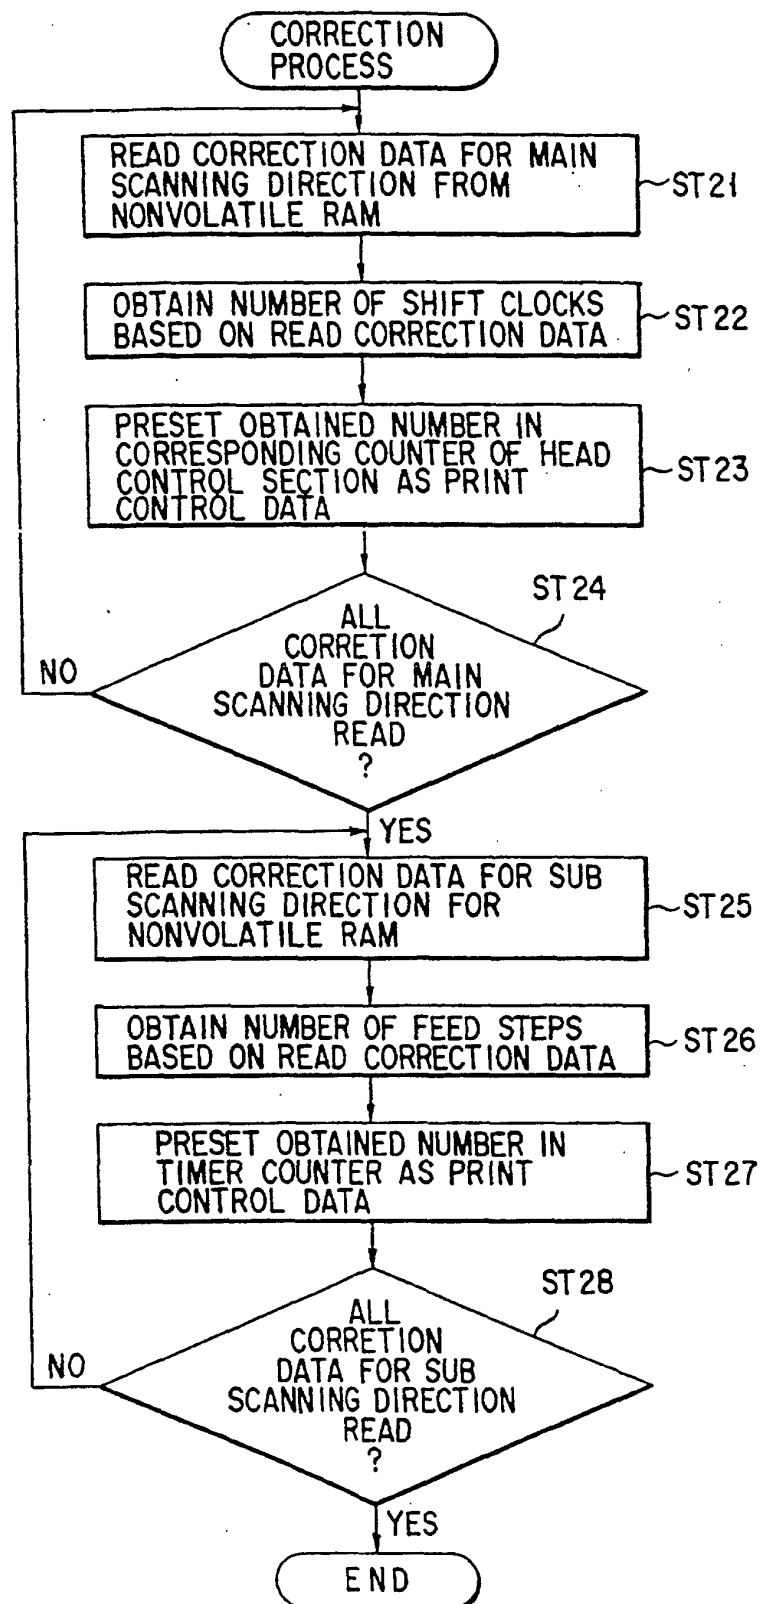 CORRECTION
PROCESS
READ CORRECTION DATA FOR MAIN
SCANNING DIRECTION FROM
NONVOLATILE RAM
ST21
OBTAIN NUMBER OF SHIFT CLOCKS
BASED ON READ CORRECTION DATA
ST22
PRESET OBTAINED NUMBER IN
CORRESPONDING COUNTER OF HEAD
CONTROL SECTION AS PRINT
CONTROL DATA
ST23
ST24
ALL
CORRETION
DATA FOR MAIN
SCANNING DIRECTION
READ
?
NO
YES
READ CORRECTION DATA FOR SUB
SCANNING DIRECTION FOR
NONVOLATILE RAM
ST25
OBTAIN NUMBER OF FEED STEPS
BASED ON READ CORRECTION DATA
ST26
PRESET OBTAINED NUMBER IN
TIMER COUNTER AS PRINT
CONTROL DATA
ST27
ST28
ALL
CORRETION
DATA FOR SUB
SCANNING DIRECTION
READ
?
NO
YES
END